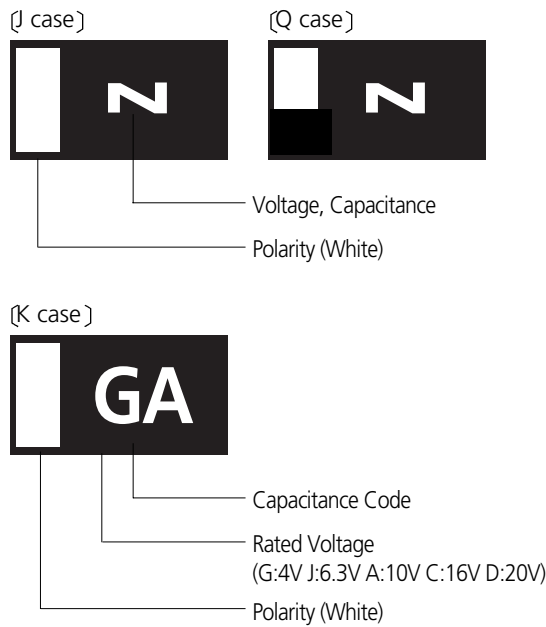 [J case]
[Q case]
N
N
Voltage, Capacitance
Polarity (White)
[K case]
GA
Capacitance Code
Rated Voltage
(G:4V J:6.3V A:10V C:16V D:20V)
Polarity (White)